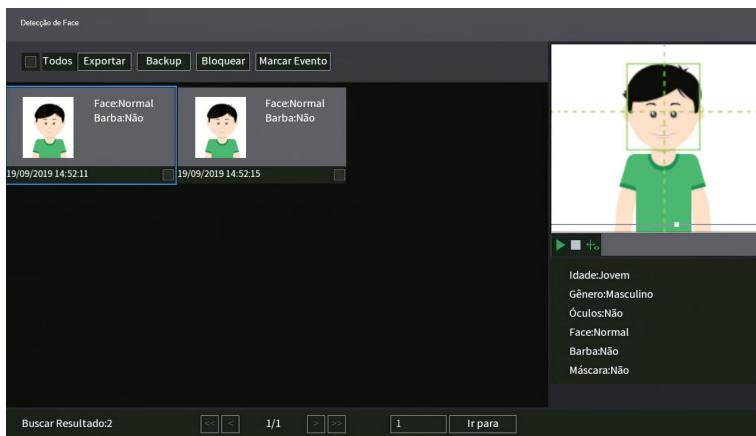 Detecção de Face
Todos Exportar Backup Bloquear Marcar Evento
Face:Normal
Barba:Não
19/09/2019 14:52:11
Face:Normal
Barba:Não
19/09/2019 14:52:15
Idade:Jovem
Gênero:Masculino
Óculos:Não
Face:Normal
Barba:Não
Máscara:Não
Buscar Resultado:2 << < 1/1 > >> 1 Ir para